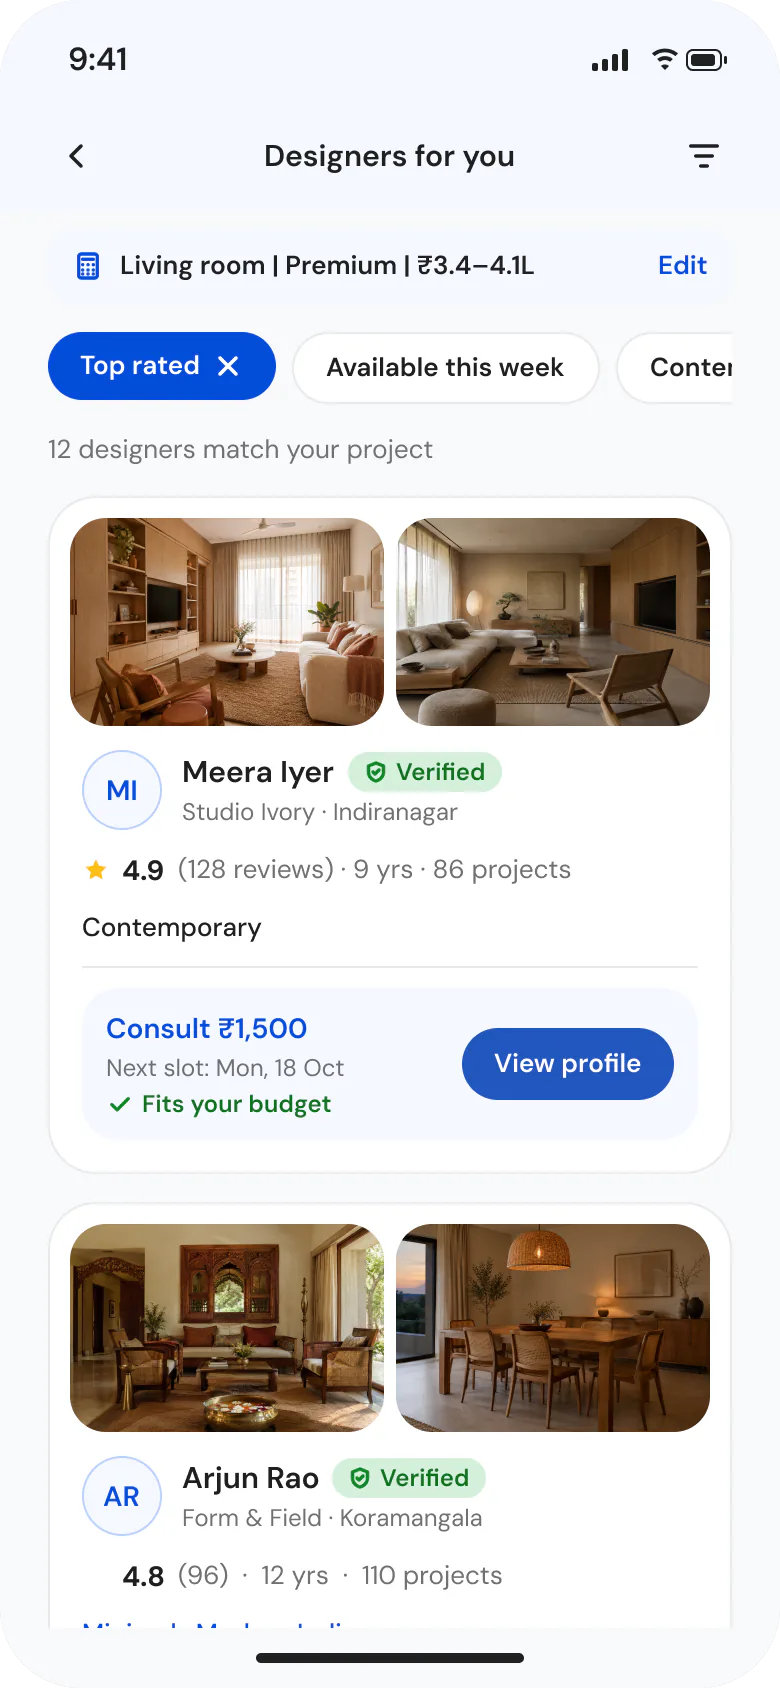 9:41
Designers for you
Living room | Premium | ₹3.4–4.1L
Edit
Top rated
Available this week
Conter
12 designers match your project
MI
Meera Iyer
Verified
Studio Ivory · Indiranagar
4.9 (128 reviews) · 9 yrs · 86 projects
Contemporary
Consult ₹1,500
Next slot: Mon, 18 Oct
Fits your budget
View profile
AR
Arjun Rao
Verified
Form & Field · Koramangala
4.8 (96) · 12 yrs · 110 projects